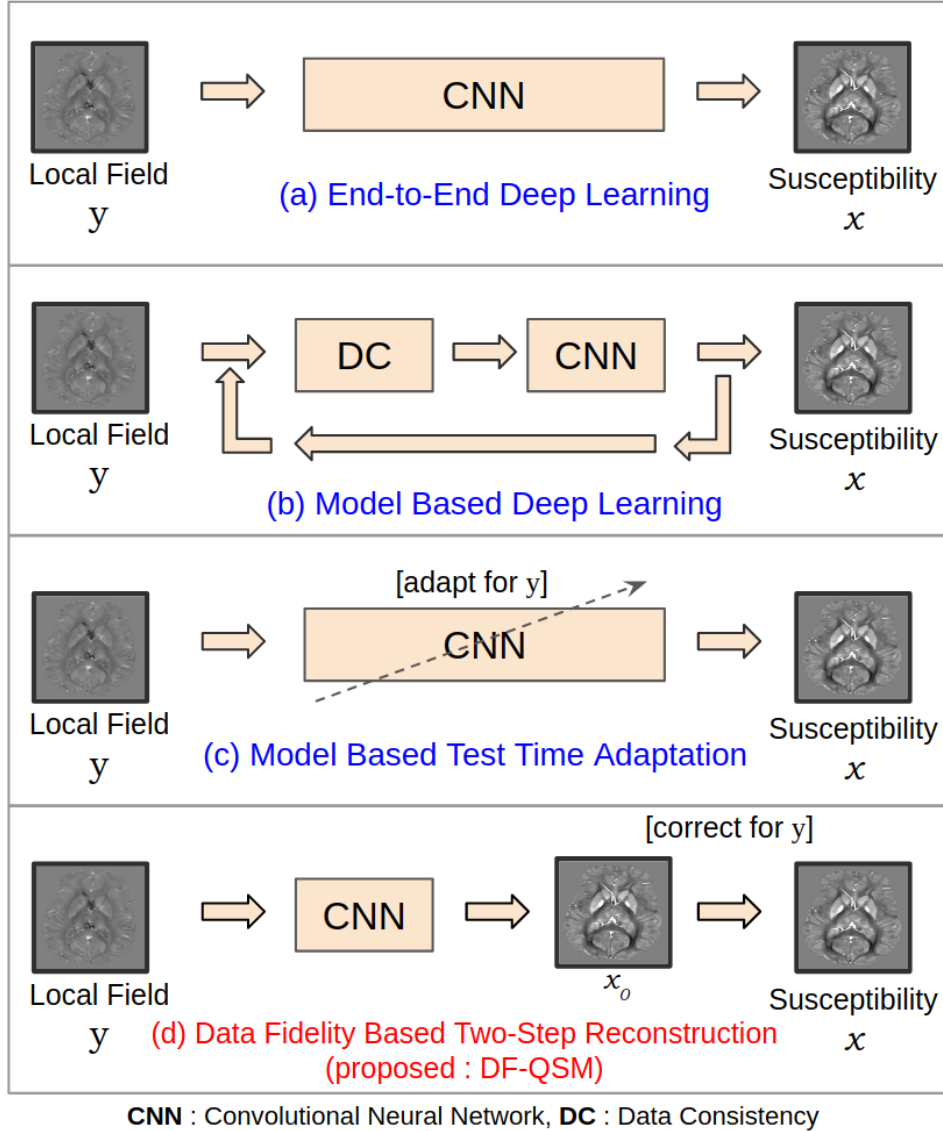 CNN
Local Field
y
Susceptibility
x
(a) End-to-End Deep Learning
DC
CNN
Local Field
y
Susceptibility
x
(b) Model Based Deep Learning
[adapt for y]
CNN
Local Field
y
Susceptibility
x
(c) Model Based Test Time Adaptation
[correct for y]
CNN
x0
Local Field
y
Susceptibility
x
(d) Data Fidelity Based Two-Step Reconstruction
(proposed : DF-QSM)
CNN : Convolutional Neural Network, DC : Data Consistency